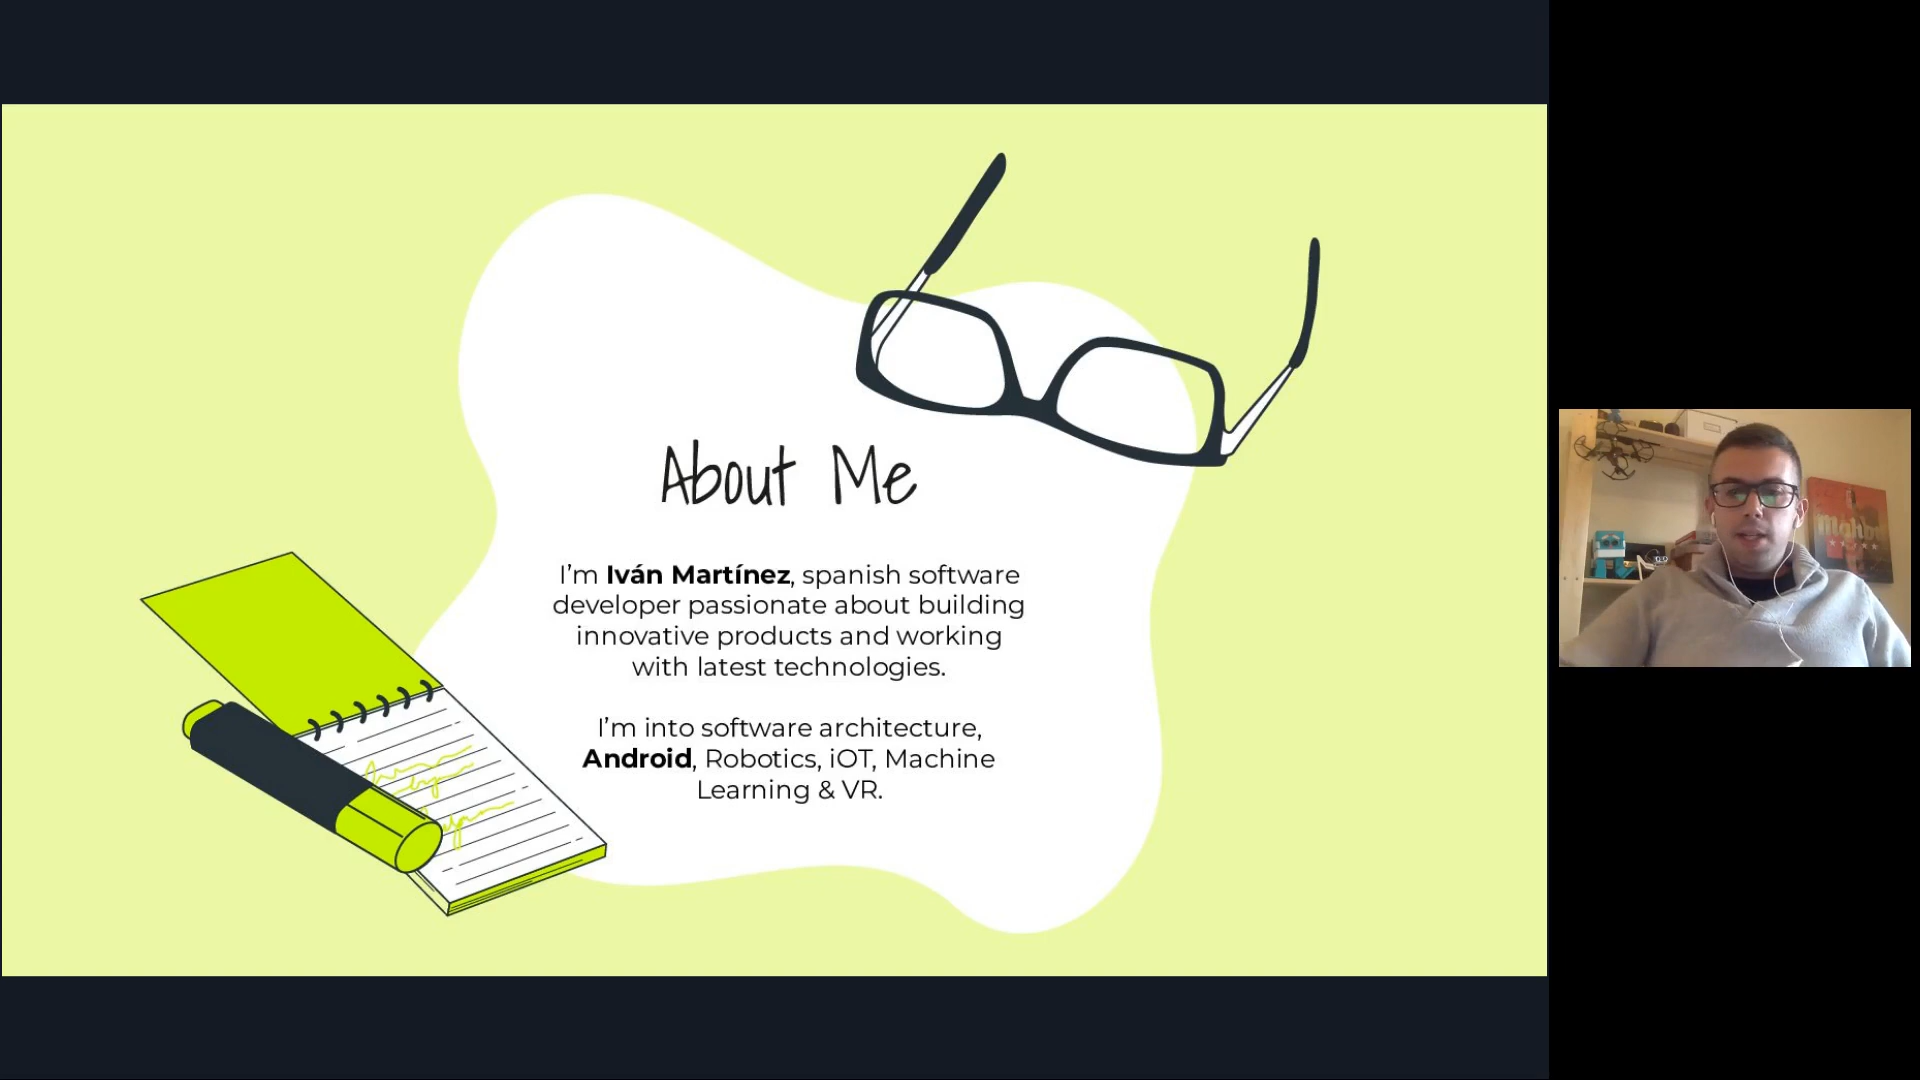 About Me
I’m Iván Martínez, spanish software
developer passionate about building
innovative products and working
with latest technologies.
I’m into software architecture,
Android, Robotics, iOT, Machine
Learning & VR.